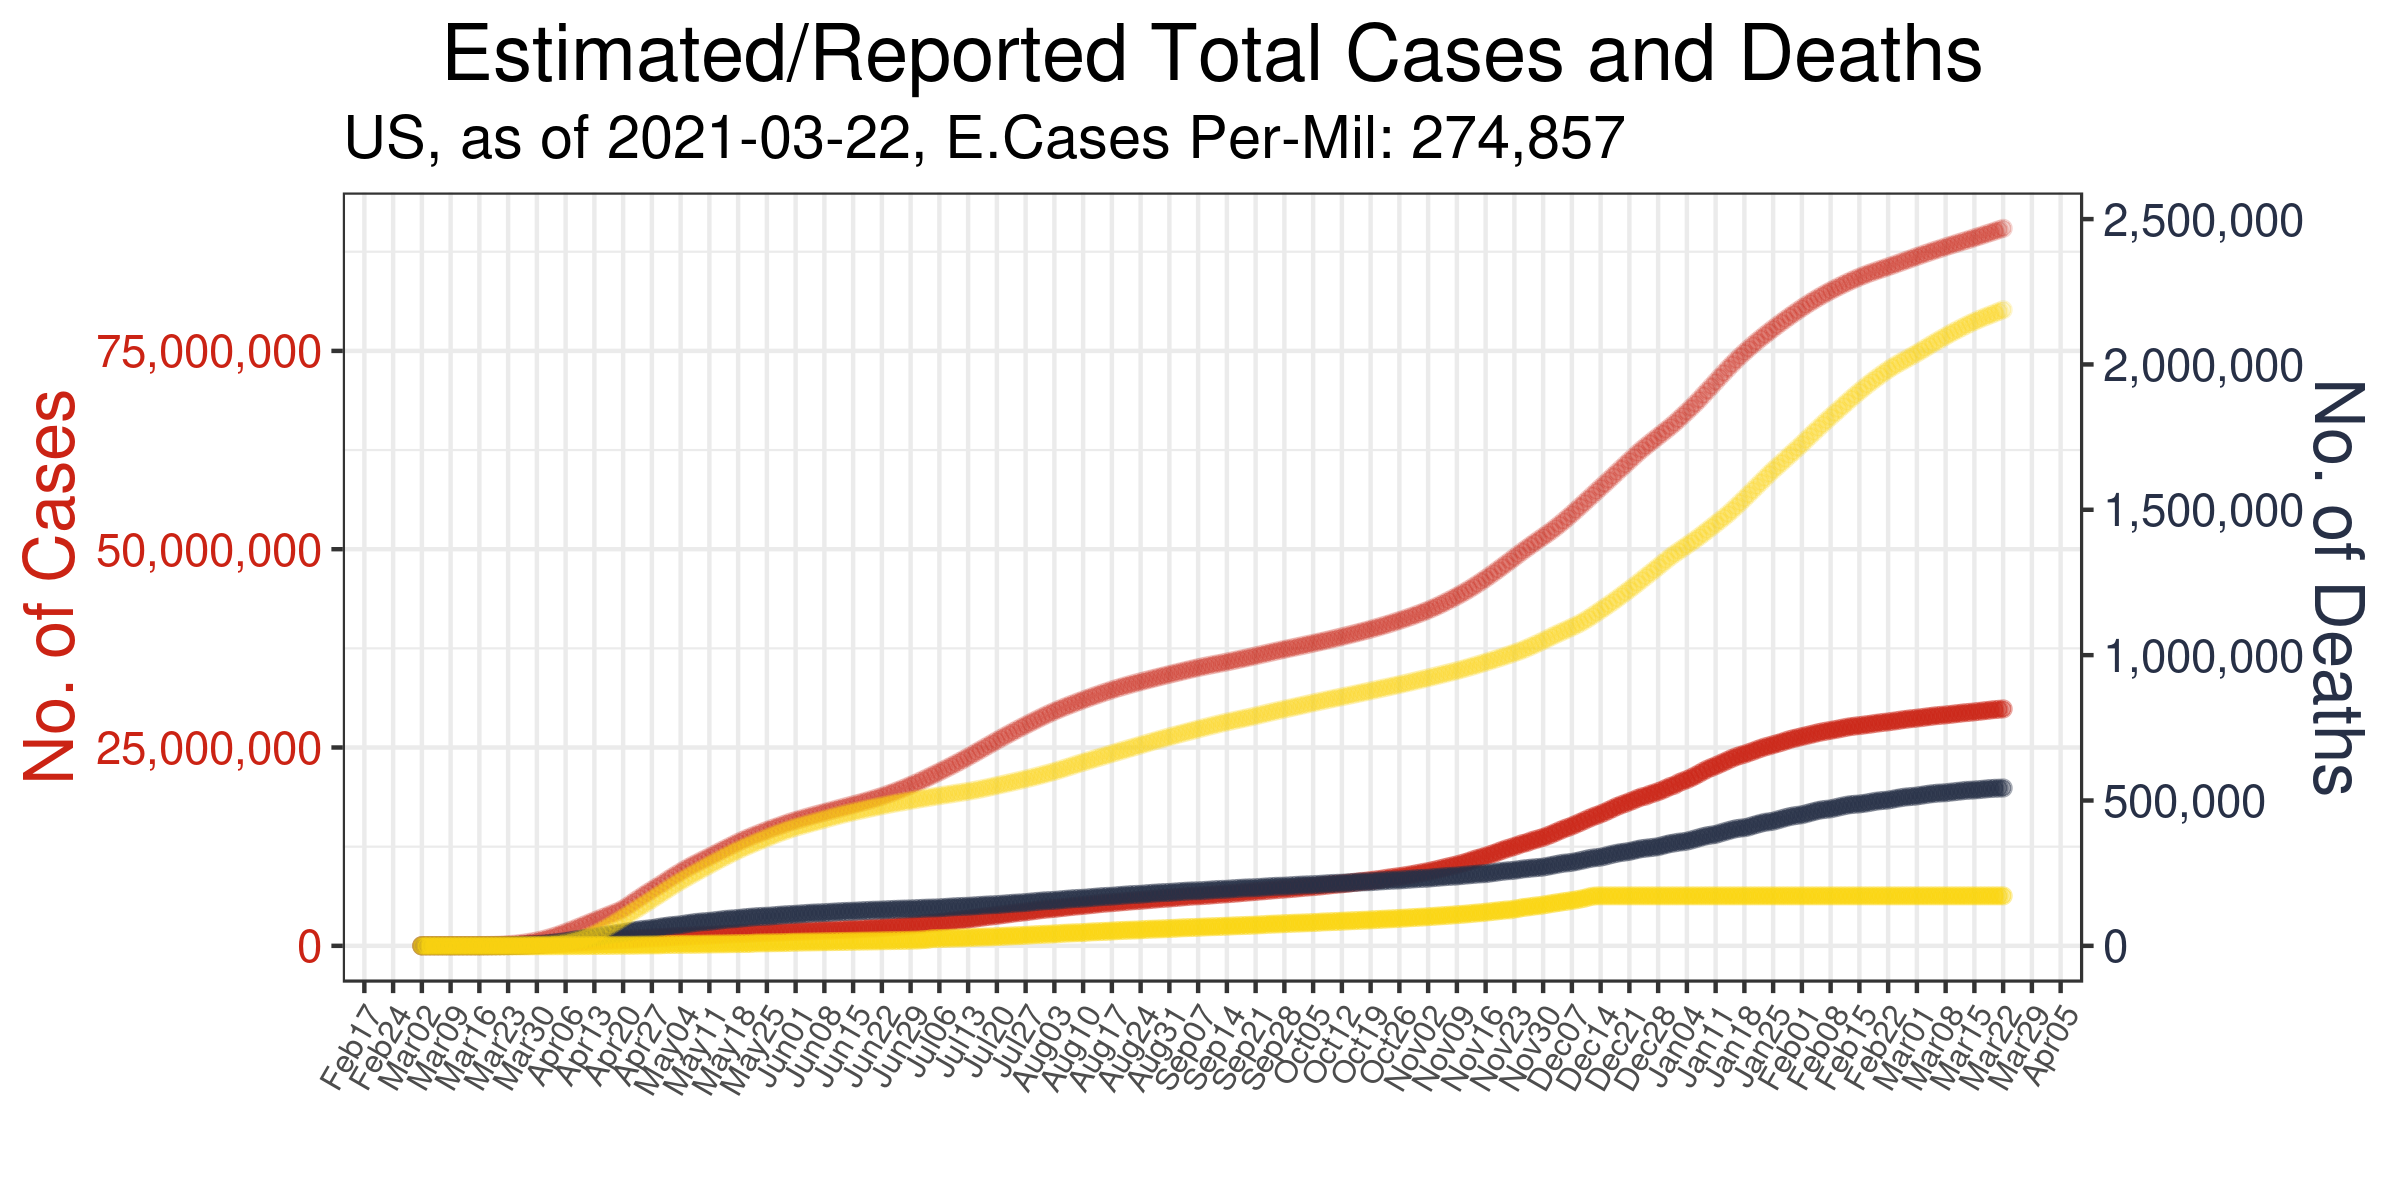 Estimated/Reported Total Cases and Deaths
US, as of 2021-03-22, E.Cases Per-Mil: 274,857
No. of Cases
75,000,000
50,000,000
25,000,000
0
2,500,000
2,000,000
1,500,000
1,000,000
500,000
0
No. of Deaths
Feb17
Feb24
Mar02
Mar09
Mar16
Mar23
Mar30
Apr06
Apr13
Apr20
Apr27
May04
May11
May18
May25
Jun01
Jun08
Jun15
Jun22
Jun29
Jul06
Jul13
Jul20
Jul27
Aug03
Aug10
Aug17
Aug24
Aug31
Sep07
Sep14
Sep21
Sep28
Oct05
Oct12
Oct19
Oct26
Nov02
Nov09
Nov16
Nov23
Nov30
Dec07
Dec14
Dec21
Dec28
Jan04
Jan11
Jan18
Jan25
Feb01
Feb08
Feb15
Feb22
Mar01
Mar08
Mar15
Mar22
Mar29
Apr05